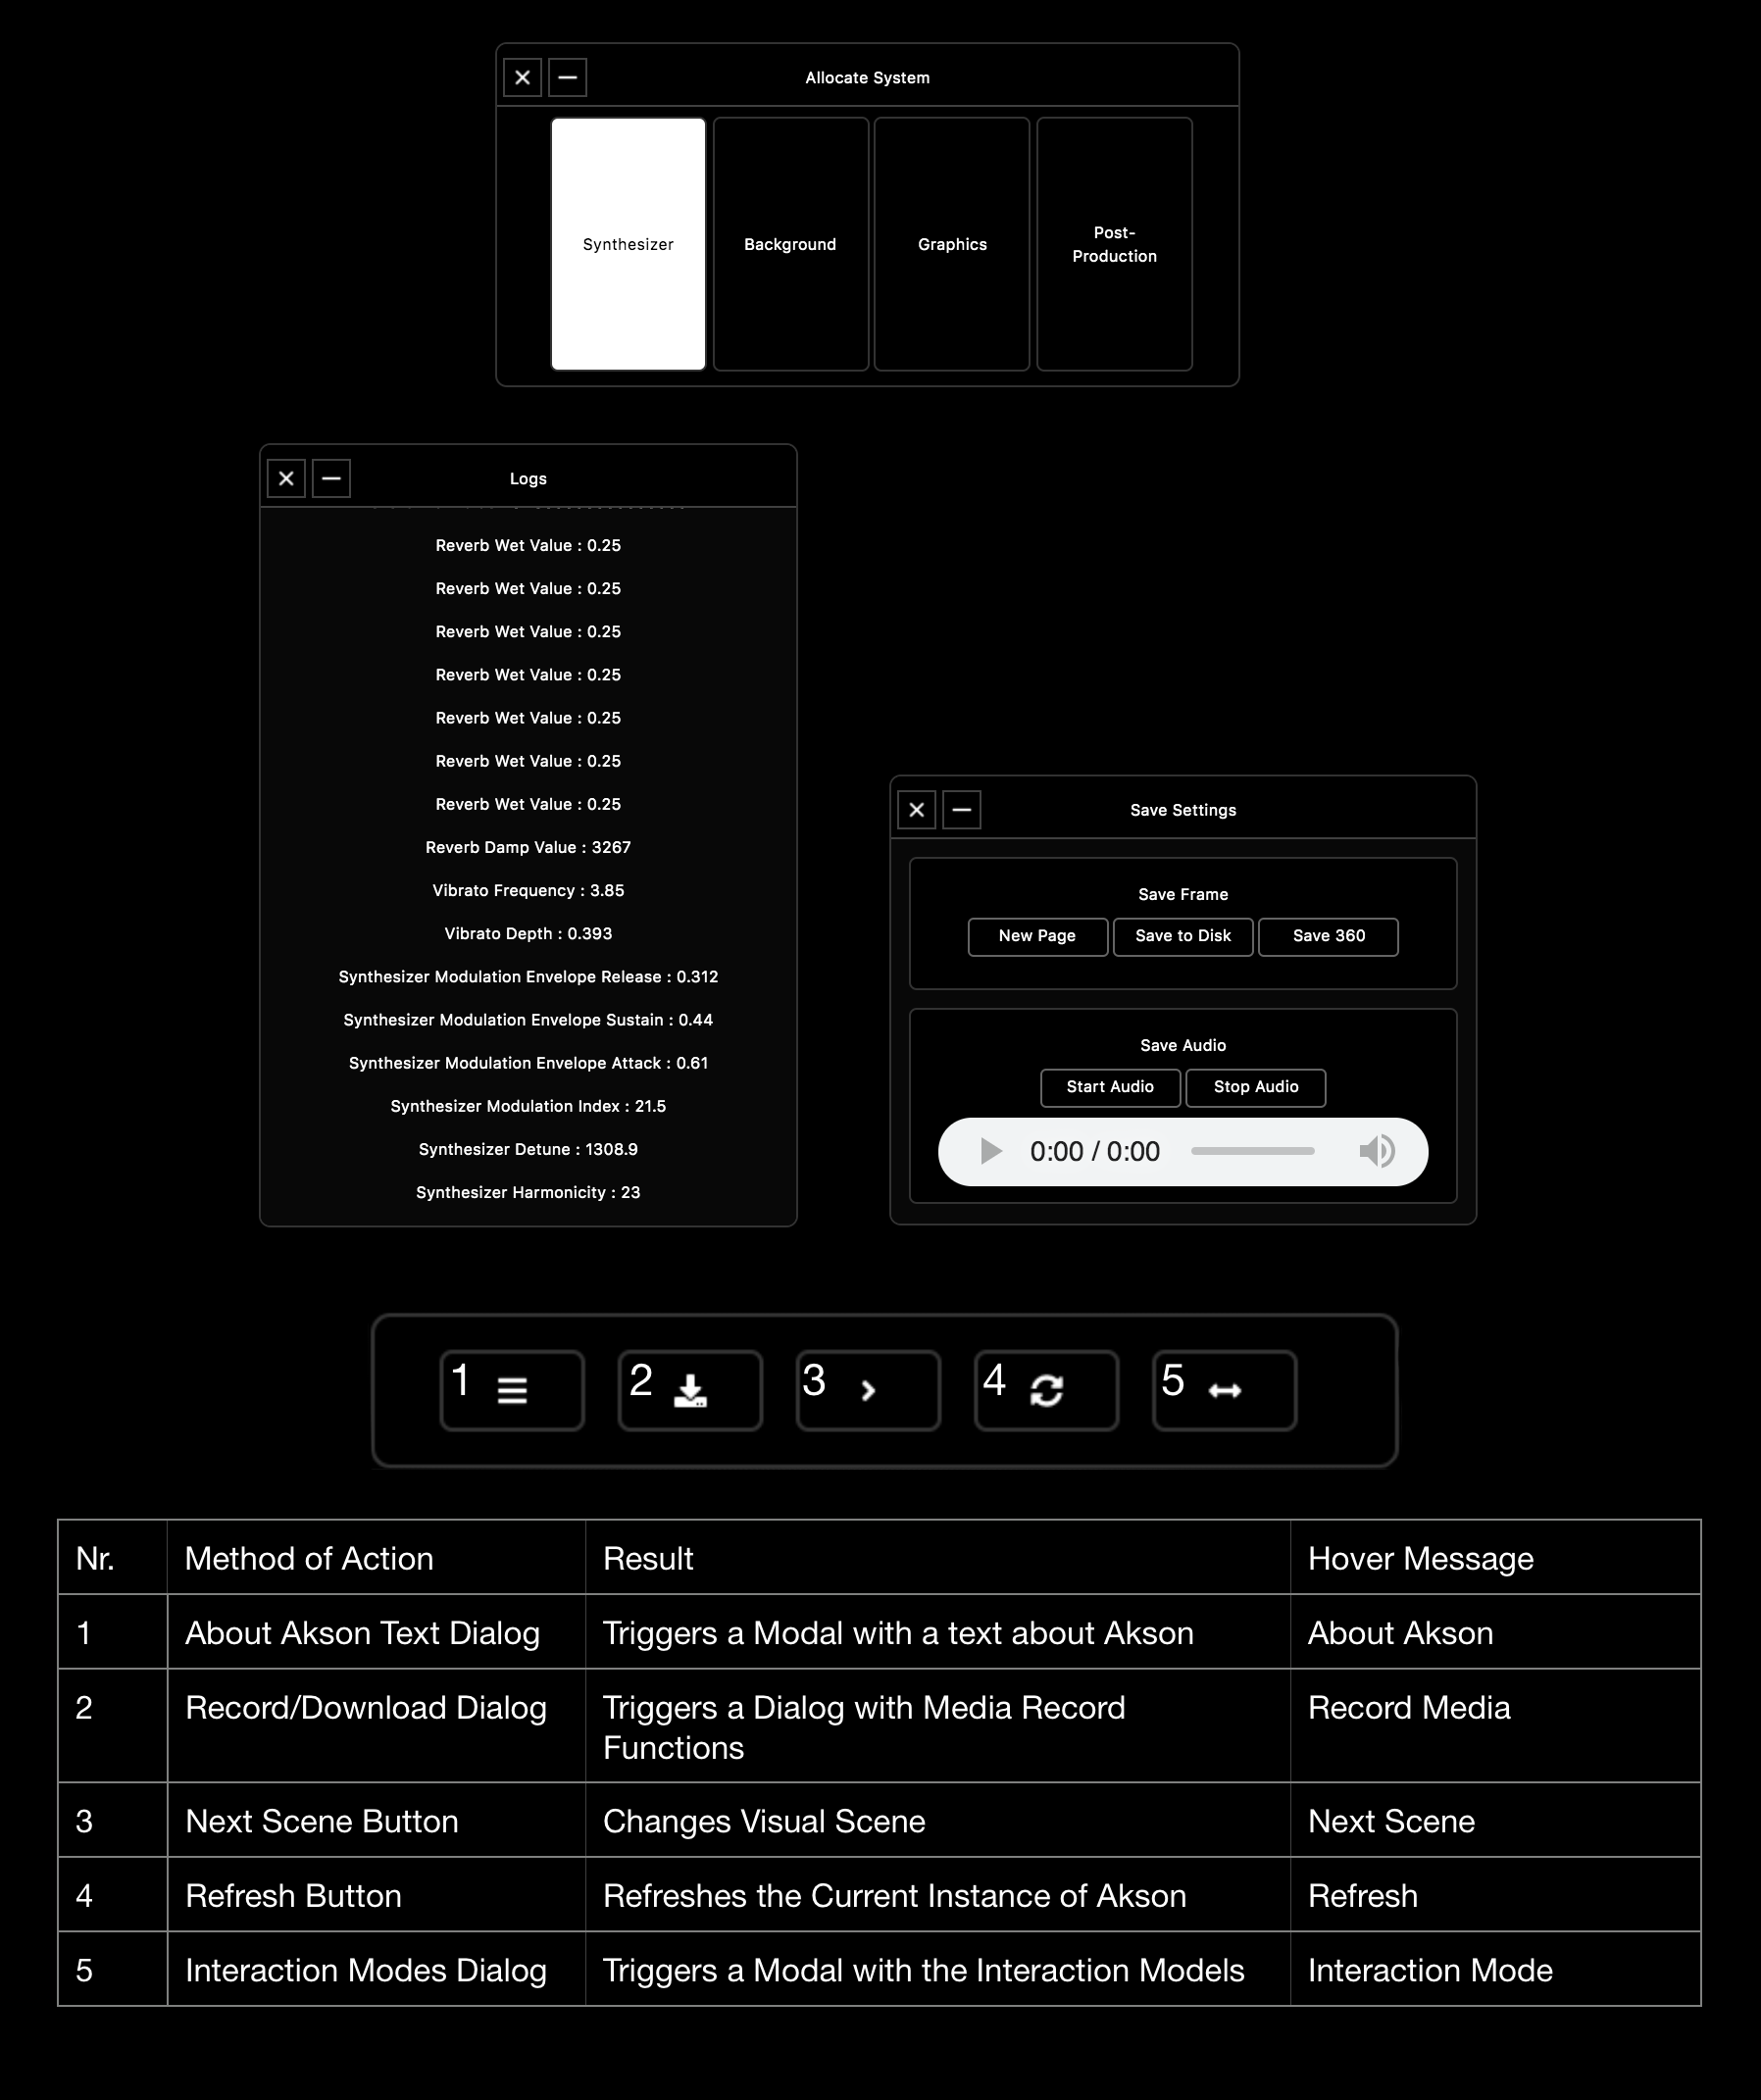 Allocate System
Synthesizer
Background
Graphics
Post-
Production
Logs
Reverb Wet Value : 0.25
Reverb Wet Value : 0.25
Reverb Wet Value : 0.25
Reverb Wet Value : 0.25
Reverb Wet Value : 0.25
Reverb Wet Value : 0.25
Reverb Wet Value : 0.25
Reverb Damp Value : 3267
Vibrato Frequency : 3.85
Vibrato Depth : 0.393
Synthesizer Modulation Envelope Release : 0.312
Synthesizer Modulation Envelope Sustain : 0.44
Synthesizer Modulation Envelope Attack : 0.61
Synthesizer Modulation Index : 21.5
Synthesizer Detune : 1308.9
Synthesizer Harmonicity : 23
Save Settings
Save Frame
New Page Save to Disk Save 360
Save Audio
Start Audio Stop Audio
0:00 / 0:00
1 2 3 4 5
Nr. Method of Action Result Hover Message
1 About Akson Text Dialog Triggers a Modal with a text about Akson About Akson
2 Record/Download Dialog Triggers a Dialog with Media Record Record Media
Functions
3 Next Scene Button Changes Visual Scene Next Scene
4 Refresh Button Refreshes the Current Instance of Akson Refresh
5 Interaction Modes Dialog Triggers a Modal with the Interaction Models Interaction Mode